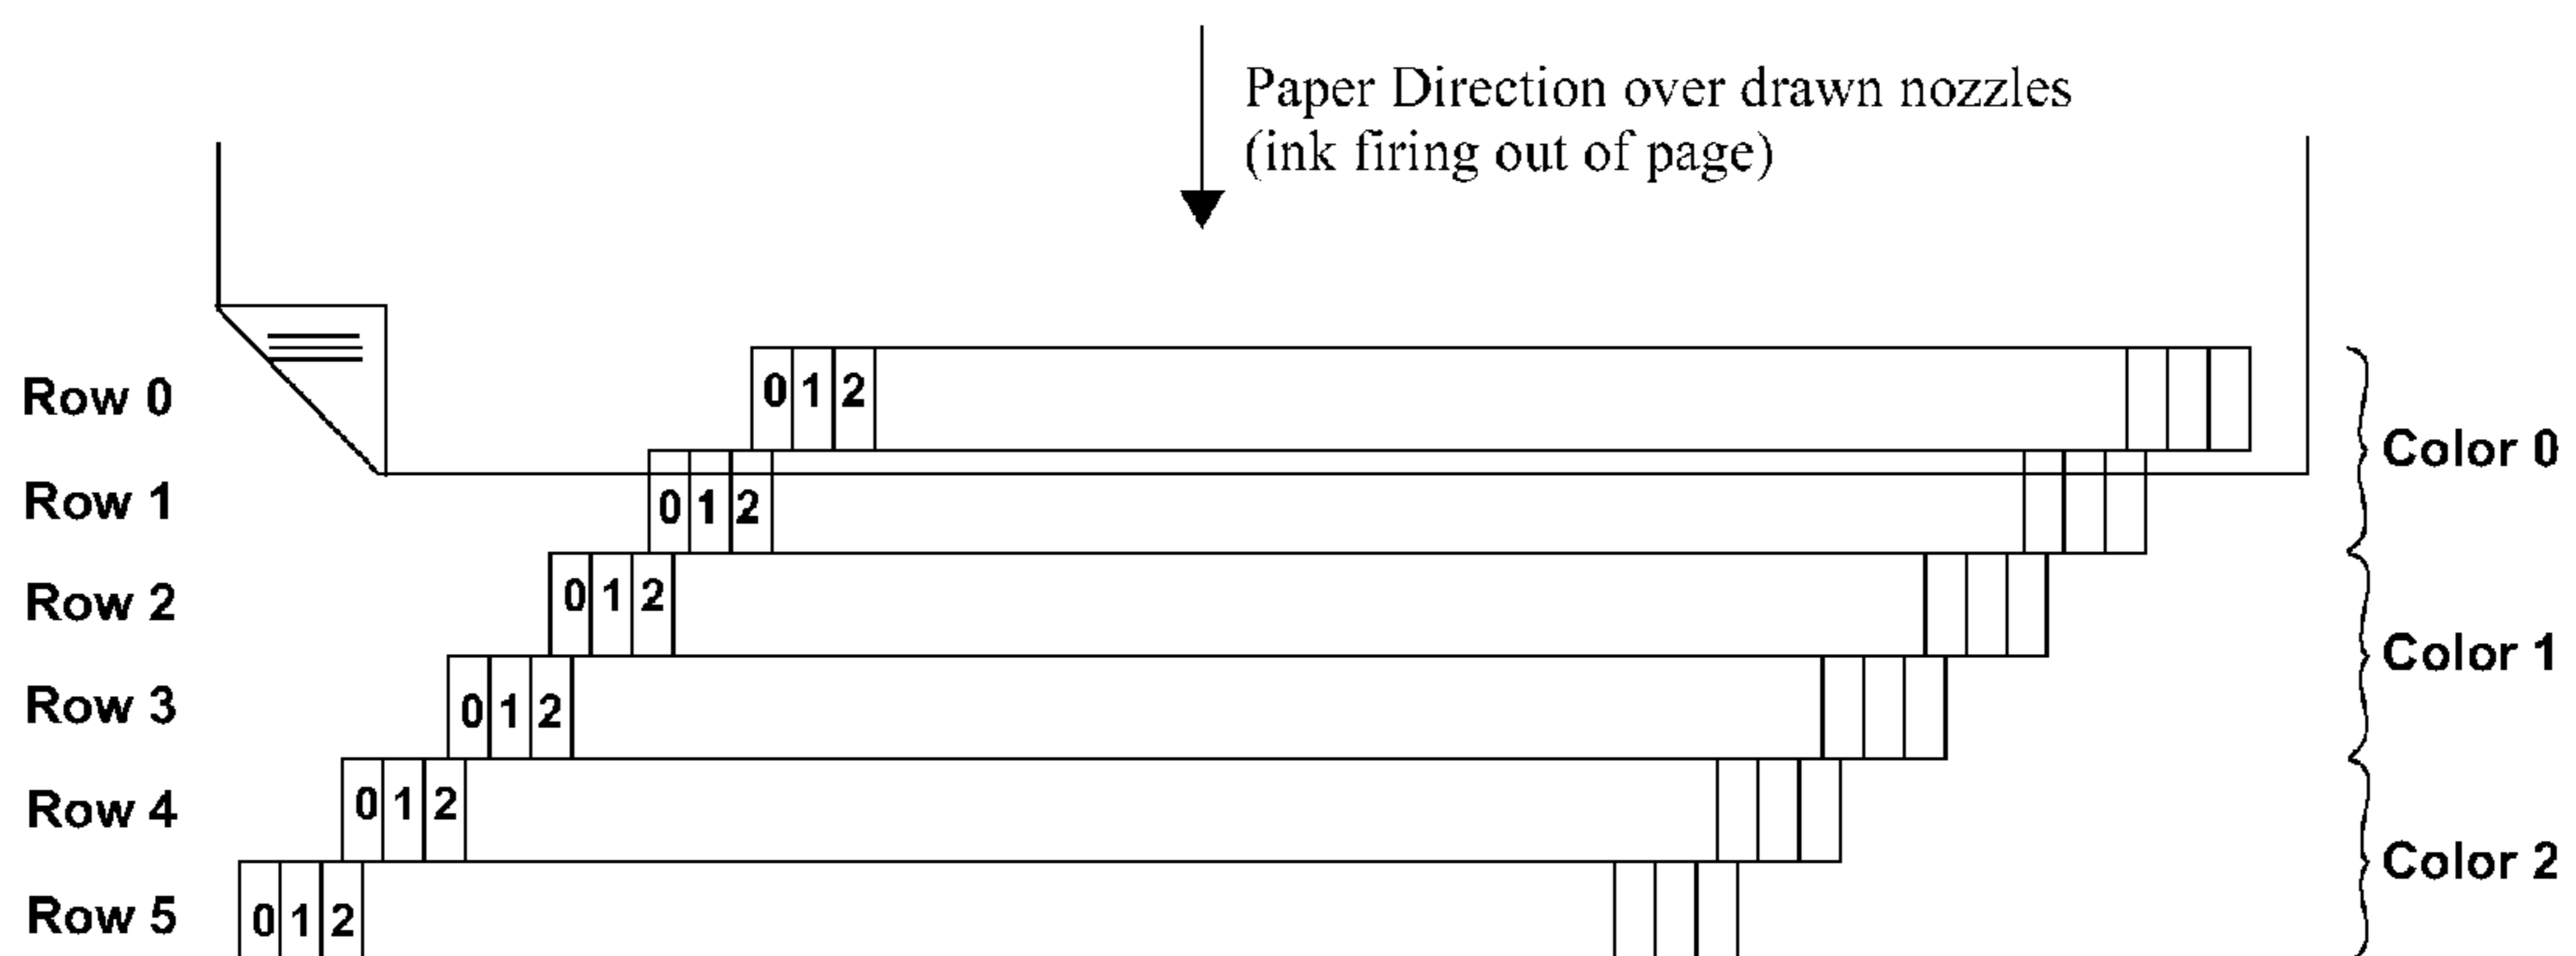 Paper Direction over drawn nozzles
(ink firing out of page)
Row 0
0 1 2
Color 0
Row 1
0 1 2
Row 2
0 1 2
Color 1
Row 3
0 1 2
Row 4
0 1 2
Color 2
Row 5
0 1 2